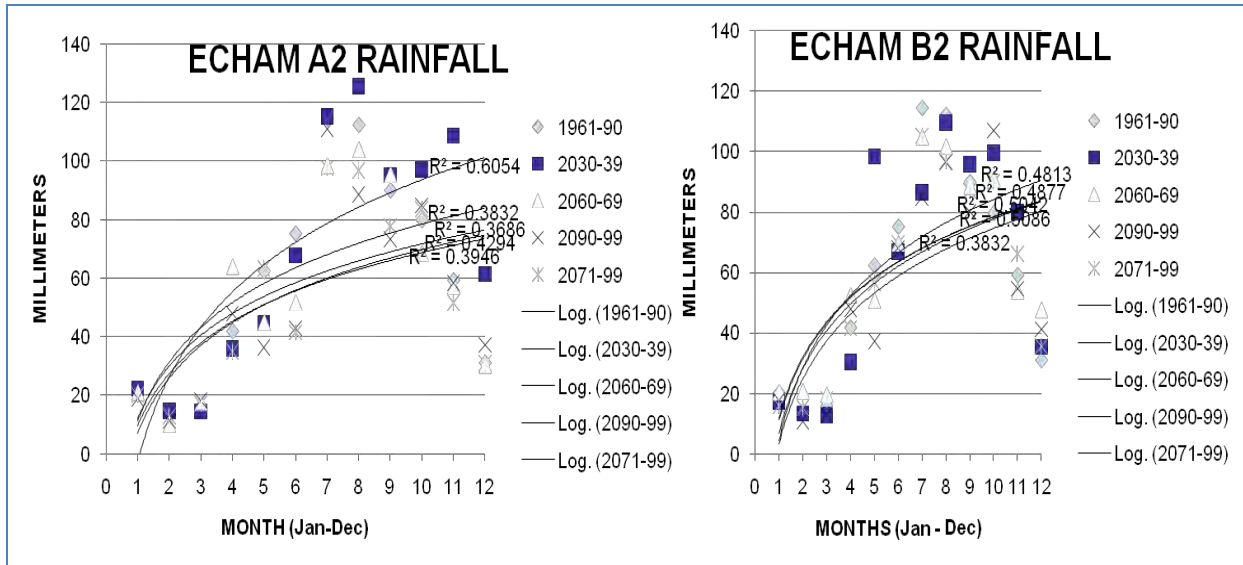 ECHAM A2 RAINFALL
MILLIMETERS
140
120
100
80
60
40
20
0
0 1 2 3 4 5 6 7 8 9 10 11 12
MONTH (Jan-Dec)
R² = 0.6054
R² = 0.3832
R² = 0.3686
R² = 0.4294
R² = 0.3946
1961-90
2030-39
2060-69
2090-99
2071-99
Log. (1961-90)
Log. (2030-39)
Log. (2060-69)
Log. (2090-99)
Log. (2071-99)
ECHAM B2 RAINFALL
MILLIMETERS
140
120
100
80
60
40
20
0
0 1 2 3 4 5 6 7 8 9 10 11 12
MONTHS (Jan - Dec)
R² = 0.4813
R² = 0.4877
R² =
R² =
R² = 0.3832
1961-90
2030-39
2060-69
2090-99
2071-99
Log. (1961-90)
Log. (2030-39)
Log. (2060-69)
Log. (2090-99)
Log. (2071-99)